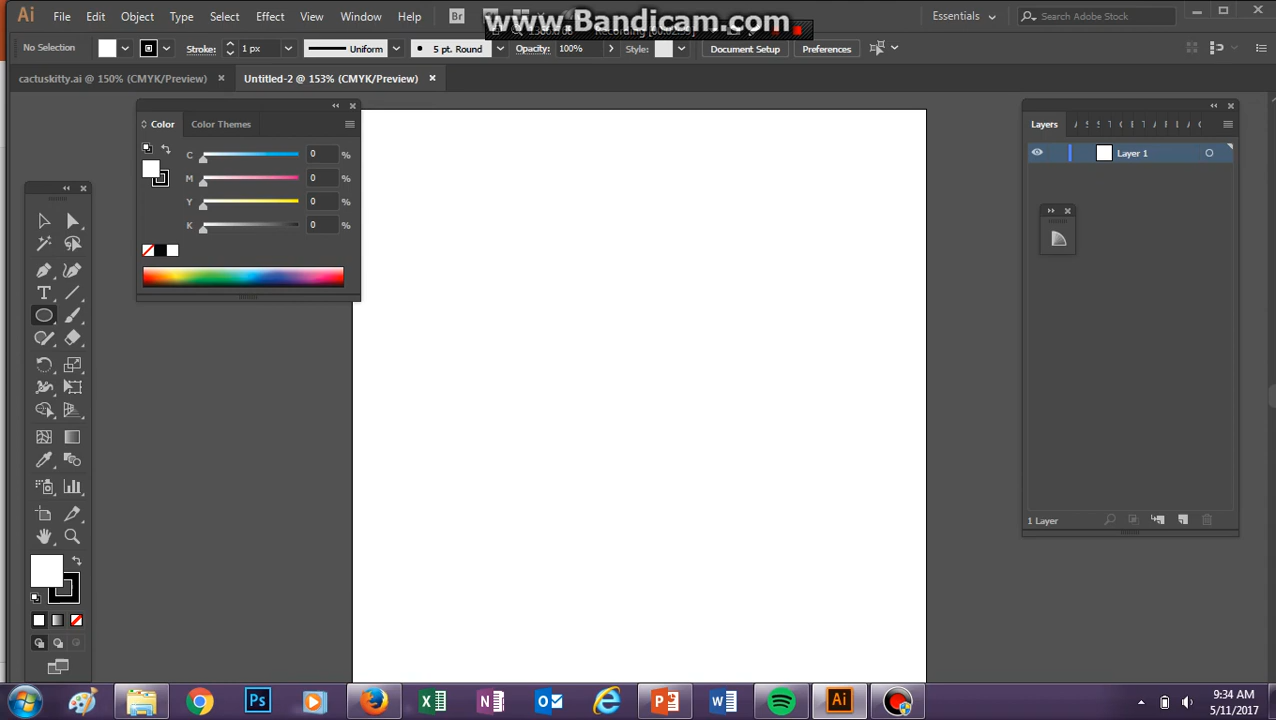 Ai File Edit Object Type Select Effect View Window Help Br www.Bandicam.com Essentials Search Adobe Stock
No Selection Stroke: 1 px Uniform 5 pt. Round Opacity: 100% Style: Document Setup Preferences
cactuskitty.ai @ 150% (CMYK/Preview) × Untitled-2 @ 153% (CMYK/Preview) ×
Color Color Themes
C 0 %
M 0 %
Y 0 %
K 0 %
T
Layers
Layer 1
1 Layer
Ps
Ai
9:34 AM
5/11/2017